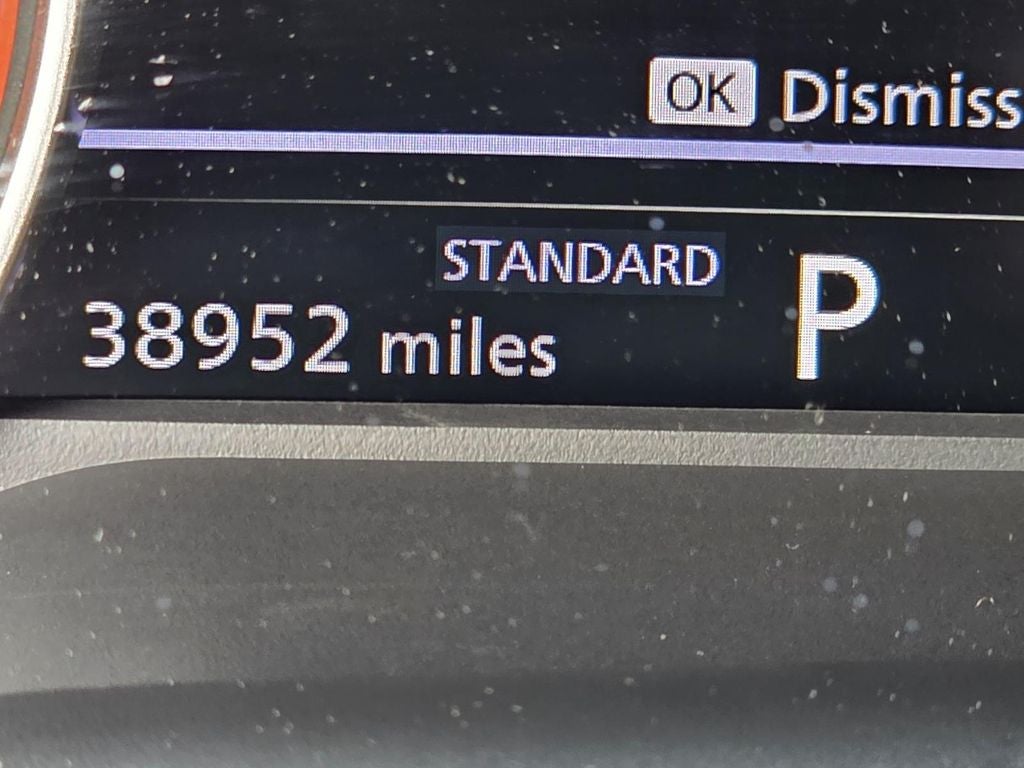 OK Dismiss
STANDARD
P
38952 miles